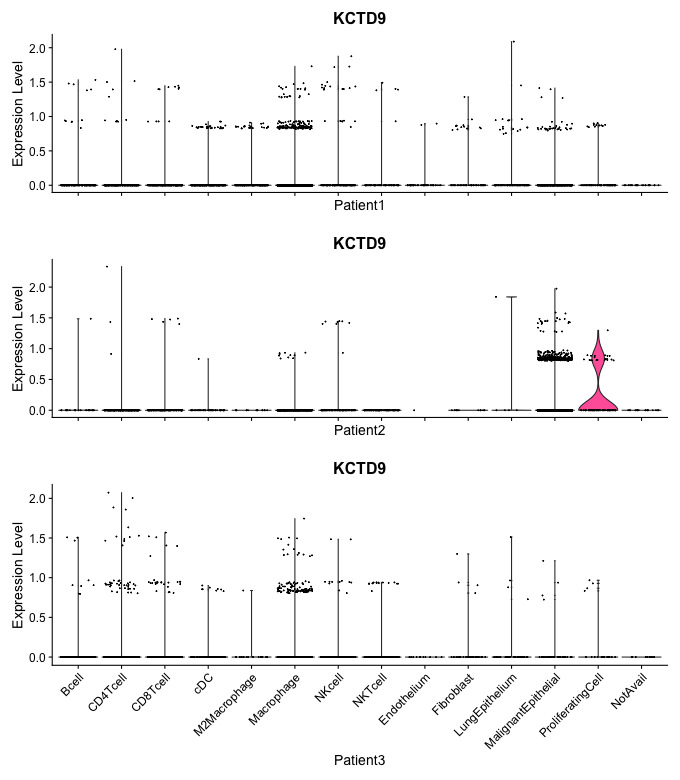 KCTD9
Expression Level
2.0
1.5
1.0
0.5
0.0
Patient1
KCTD9
Expression Level
2.0
1.5
1.0
0.5
0.0
Patient2
KCTD9
Expression Level
2.0
1.5
1.0
0.5
0.0
Bcell
CD4Tcell
CD8Tcell
cDC
M2Macrophage
Macrophage
NKcell
NKTcell
Endothelium
Fibroblast
LungEpithelium
MalignantEpithelial
ProliferatingCell
NotAvail
Patient3